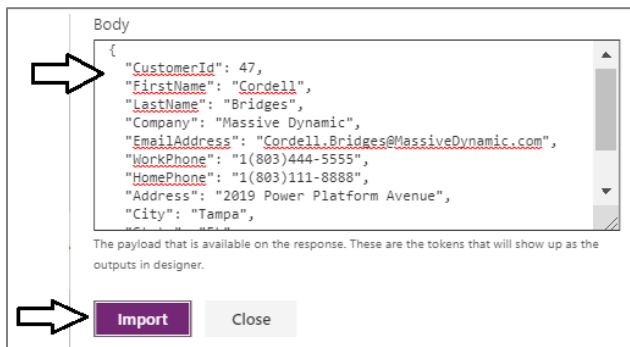 Body
{
"CustomerId": 47,
"FirstName": "Cordell",
"LastName": "Bridges",
"Company": "Massive Dynamic",
"EmailAddress": "Cordell.Bridges@MassiveDynamic.com",
"WorkPhone": "1(803)444-5555",
"HomePhone": "1(803)111-8888",
"Address": "2019 Power Platform Avenue",
"City": "Tampa",
The payload that is available on the response. These are the tokens that will show up as the
outputs in designer.
Import Close